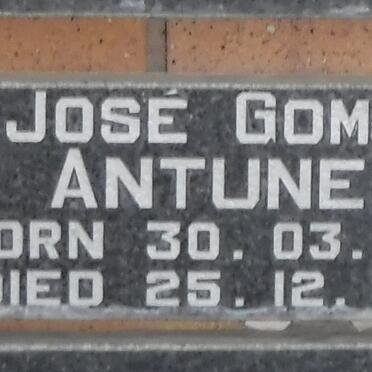 JOSÉ GOM
ANTUNE
ORN 30. 03.
DIED 25. 12.